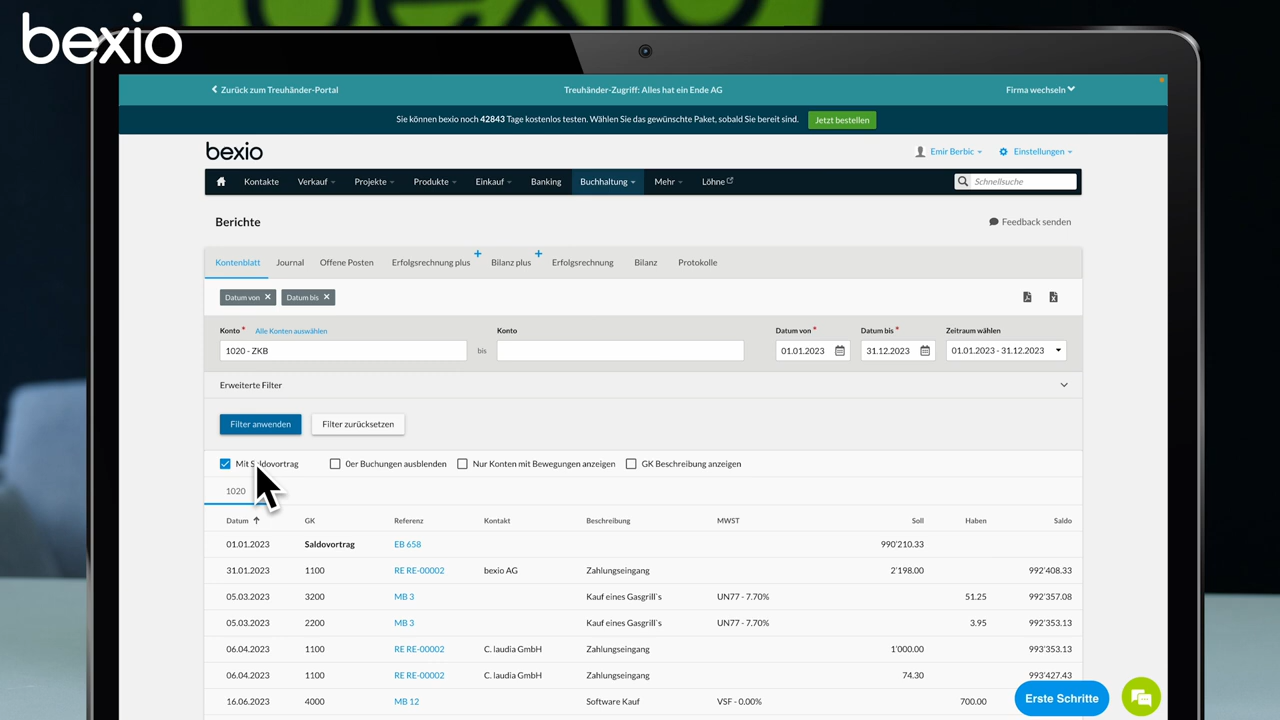 bexio
Zurück zum Treuhänder-Portal Treuhänder-Zugriff: Alles hat ein Ende AG Firma wechseln
Sie können bexio noch 42843 Tage kostenlos testen. Wählen Sie das gewünschte Paket, sobald Sie bereit sind. Jetzt bestellen
bexio Emir Berbic Einstellungen
Kontakte Verkauf Projekte Produkte Einkauf Banking Buchhaltung Mehr Löhne Schnellsuche
Berichte Feedback senden
Kontenblatt Journal Offene Posten Erfolgsrechnung plus Bilanz plus Erfolgsrechnung Bilanz Protokolle
Datum von Datum bis
Konto * Alle Konten auswählen Konto Datum von * Datum bis * Zeitraum wählen
1020 - ZKB bis 01.01.2023 31.12.2023 01.01.2023 - 31.12.2023
Erweiterte Filter
Filter anwenden Filter zurücksetzen
Mit Saldovortrag 0er Buchungen ausblenden Nur Konten mit Bewegungen anzeigen GK Beschreibung anzeigen
1020
Datum GK Referenz Kontakt Beschreibung MWST Soll Haben Saldo
01.01.2023 Saldovortrag EB 658 990'210.33
31.01.2023 1100 RE RE-00002 bexio AG Zahlungseingang 2'198.00 992'408.33
05.03.2023 3200 MB 3 Kauf eines Gasgrill`s UN77 - 7.70% 51.25 992'357.08
05.03.2023 2200 MB 3 Kauf eines Gasgrill`s UN77 - 7.70% 3.95 992'353.13
06.04.2023 1100 RE RE-00002 C. laudia GmbH Zahlungseingang 1'000.00 993'353.13
06.04.2023 1100 RE RE-00002 C. laudia GmbH Zahlungseingang 74.30 993'427.43
16.06.2023 4000 MB 12 Software Kauf VSF - 0.00% 700.00
Erste Schritte